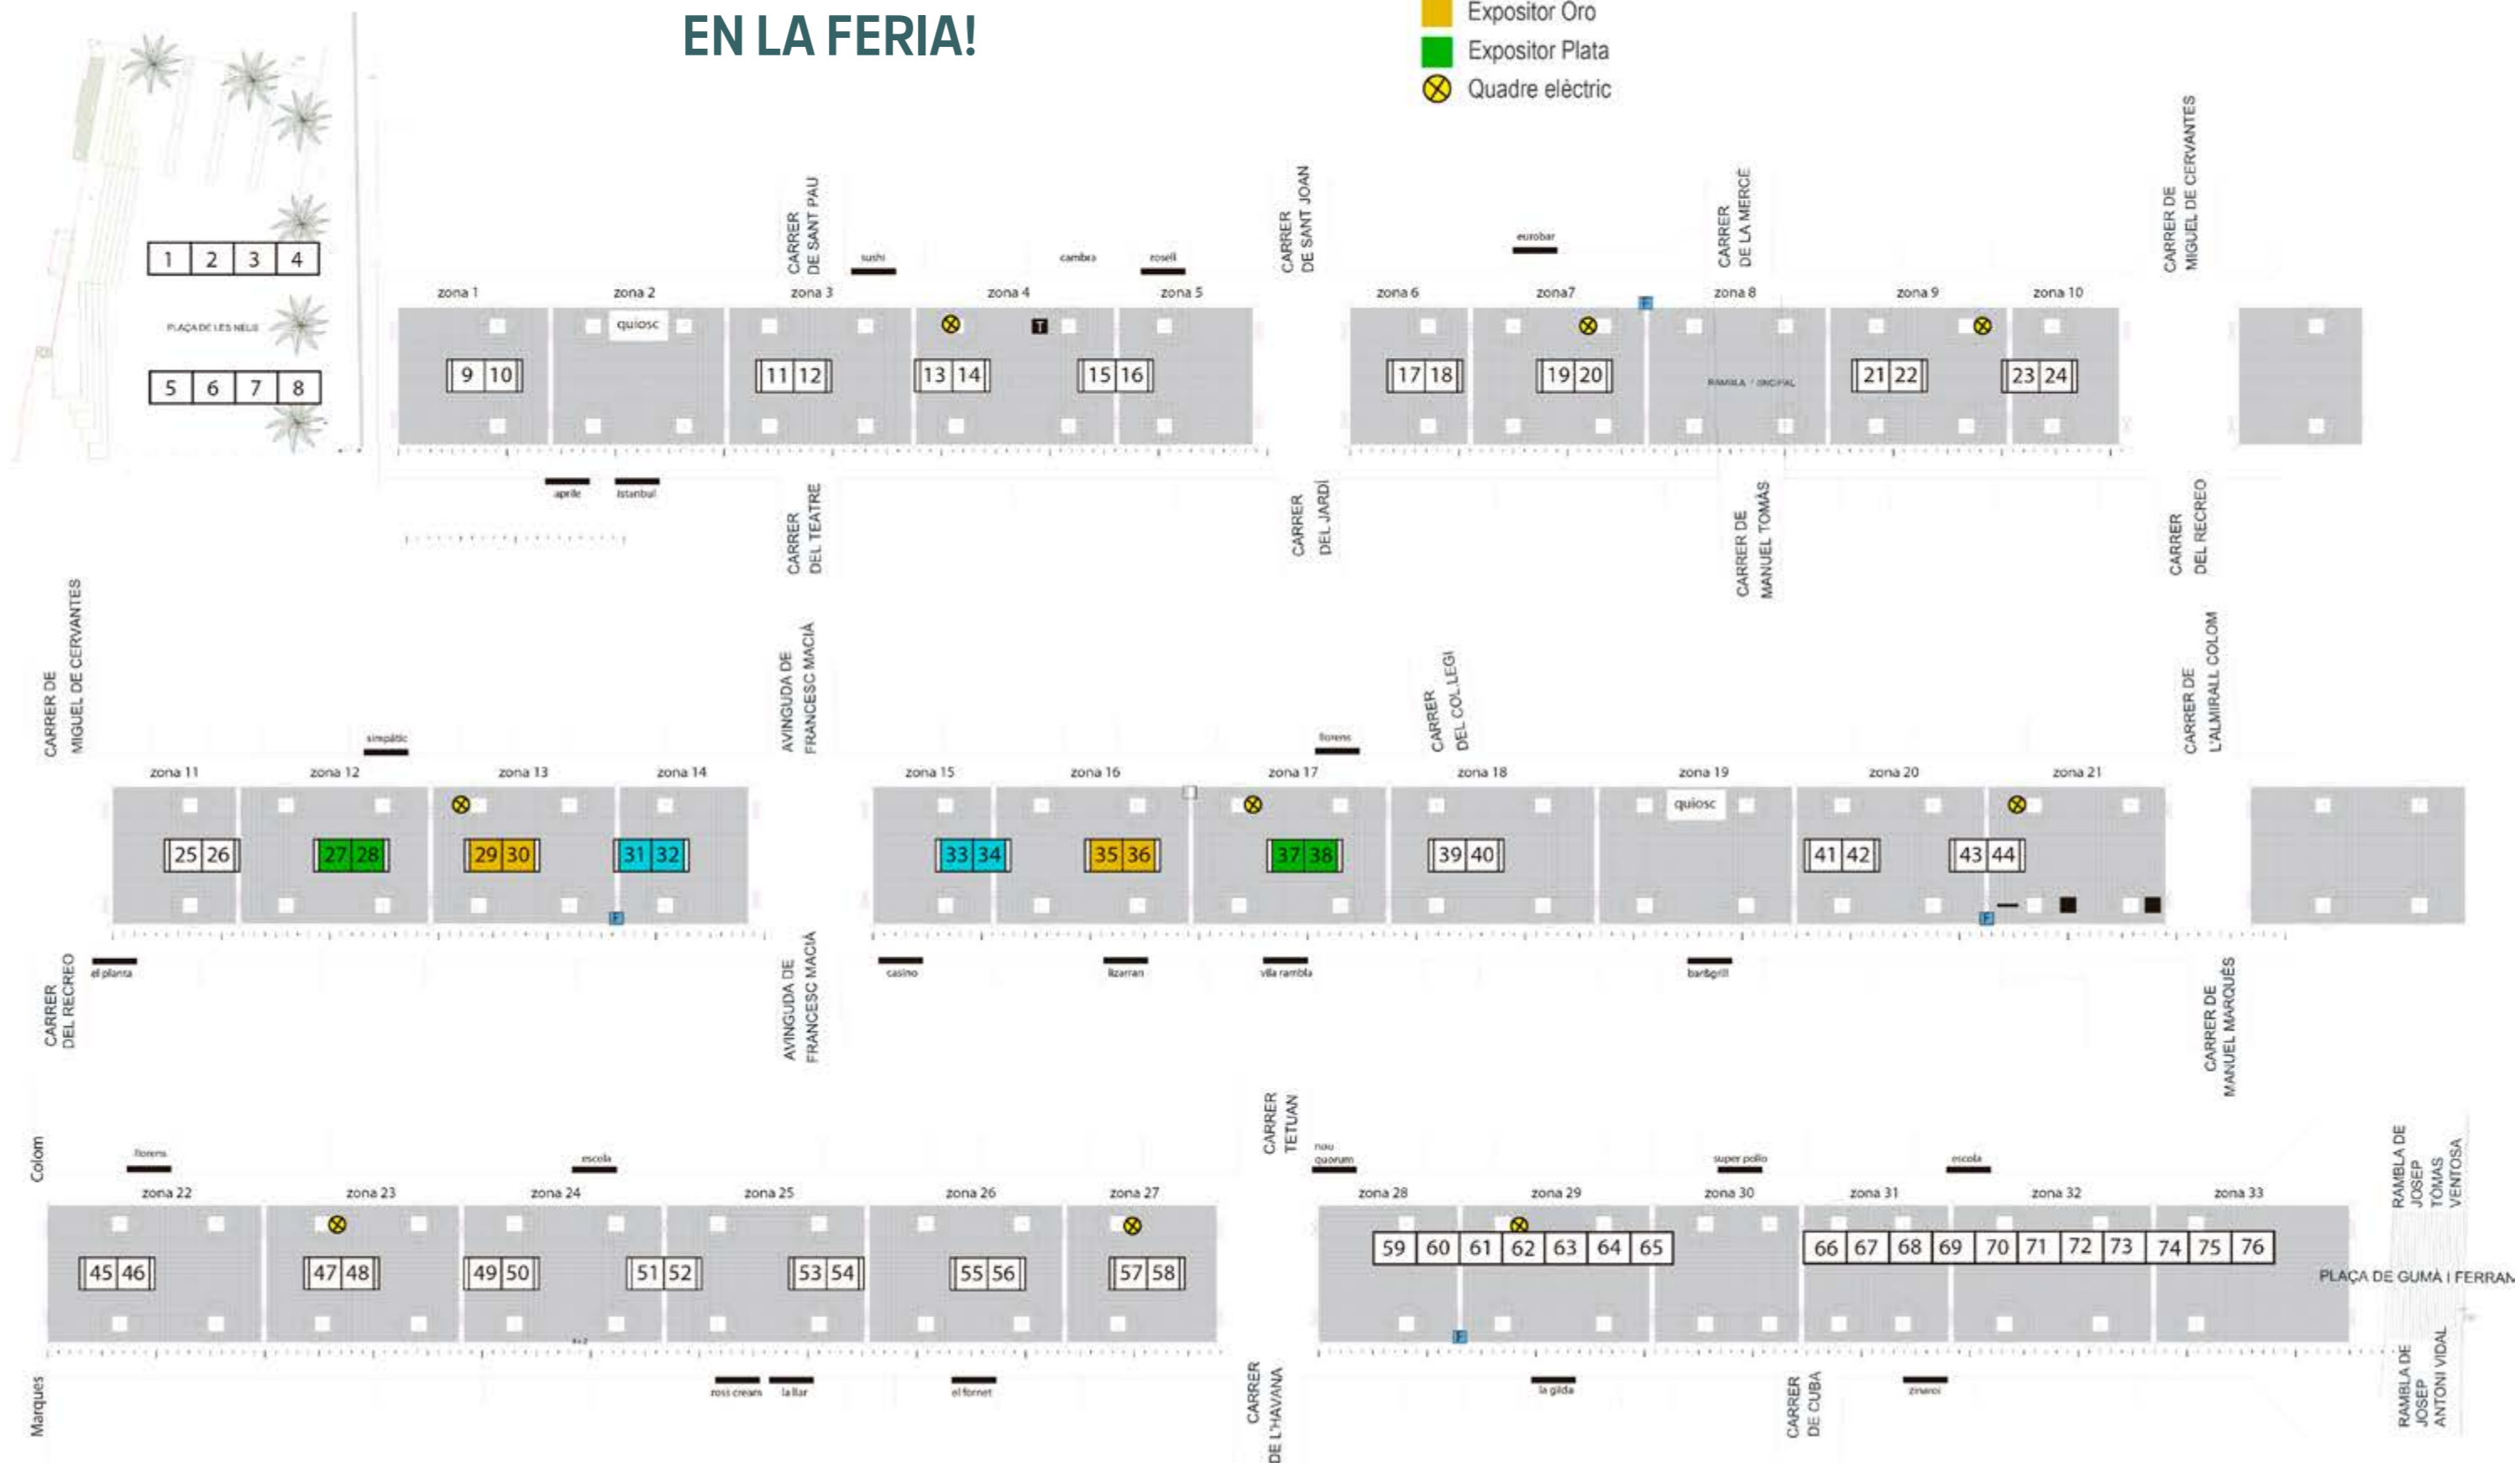 EN LA FERIA!
Expositor Oro
Expositor Plata
Quadre elèctric
1 2 3 4
PLAÇA DE LES NEUS
5 6 7 8
CARRER
DE SANT PAU
sushi
cambra
rosell
CARRER
DE SANT JOAN
eurobar
CARRER
DE LA MERCÈ
CARRER DE
MIGUEL DE CERVANTES
zona 1
zona 2
zona 3
zona 4
zona 5
zona 6
zona7
zona 8
zona 9
zona 10
quiosc
T
F
9 10
11 12
13 14
15 16
17 18
19 20
RAMBLA
21 22
23 24
aprile
istanbul
CARRER
DEL TEATRE
CARRER
DEL JARDÍ
CARRER DE
MANUEL TOMÀS
CARRER
DEL RECREO
CARRER DE
MIGUEL DE CERVANTES
simpàtic
AVINGUDA DE
FRANCESC MACIÀ
llorens
CARRER
DEL COL.LEGI
CARRER DE
L'ALMIRALL COLOM
zona 11
zona 12
zona 13
zona 14
zona 15
zona 16
zona 17
zona 18
zona 19
zona 20
zona 21
quiosc
25 26
27 28
29 30
31 32
33 34
35 36
37 38
39 40
41 42
43 44
F
F
CARRER
DEL RECREO
el planta
AVINGUDA DE
FRANCESC MACIÀ
casino
lizarran
vila rambla
bar&grill
CARRER DE
MANUEL MARQUÈS
Colom
llorens
escola
CARRER
TETUAN
nou
quorum
super pollo
escola
RAMBLA DE
JOSEP
TOMAS
VENTOSA
zona 22
zona 23
zona 24
zona 25
zona 26
zona 27
zona 28
zona 29
zona 30
zona 31
zona 32
zona 33
45 46
47 48
49 50
51 52
53 54
55 56
57 58
59 60 61 62 63 64 65
66 67 68 69 70 71 72 73 74 75 76
PLAÇA DE GUMÀ I FERRAN
F
Marques
ross cream
la llar
el fornet
CARRER
DE L'HAVANA
la gilda
CARRER
DE CUBA
RAMBLA DE
JOSEP
ANTONI VIDAL